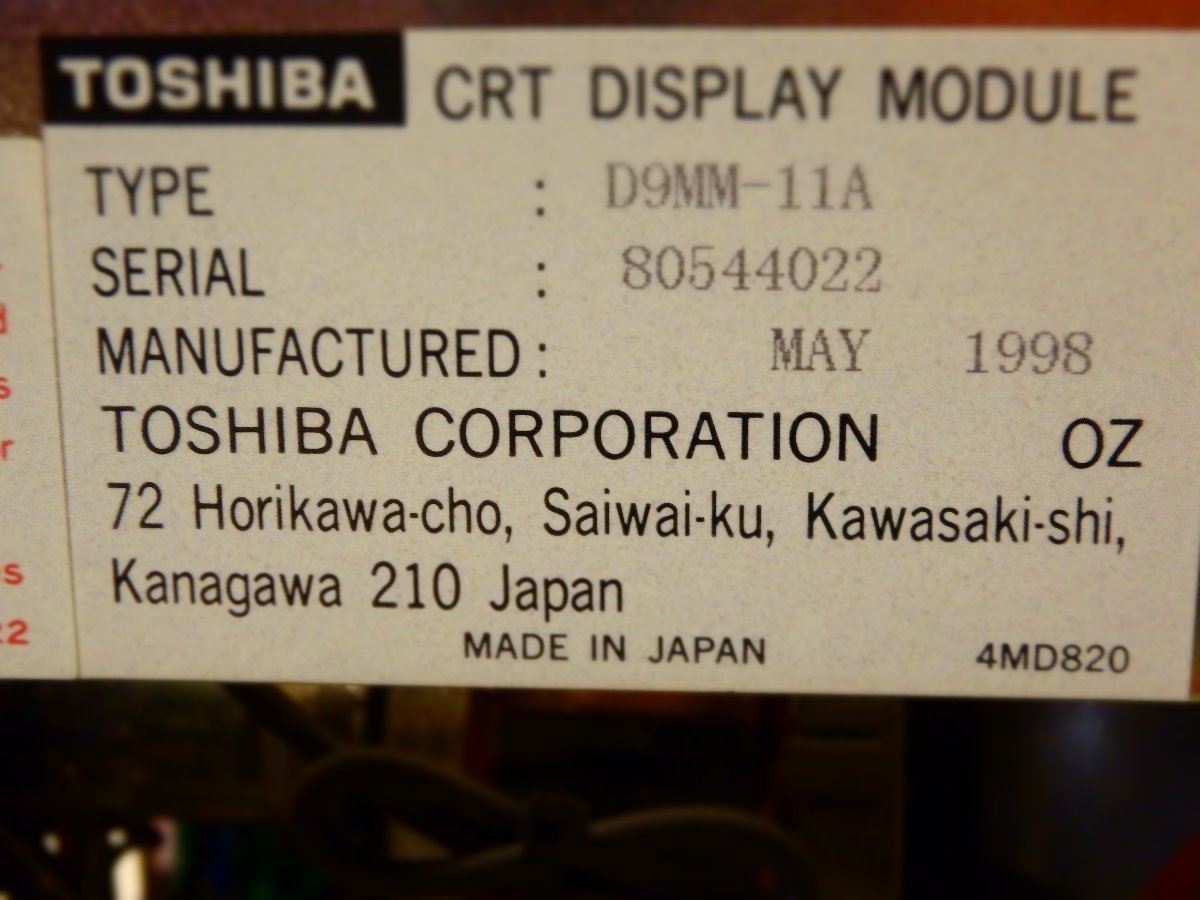 TOSHIBA CRT DISPLAY MODULE
TYPE : D9MM-11A
SERIAL : 80544022
MANUFACTURED : MAY 1998
TOSHIBA CORPORATION OZ
72 Horikawa-cho, Saiwai-ku, Kawasaki-shi,
Kanagawa 210 Japan
MADE IN JAPAN 4MD820